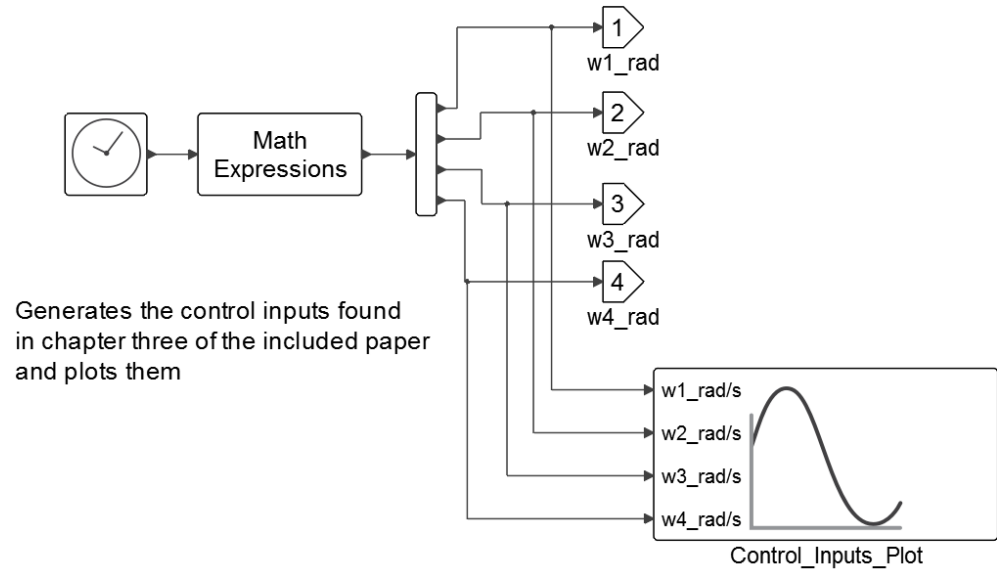 1
w1_rad
2
w2_rad
Math
Expressions
3
w3_rad
4
w4_rad
Generates the control inputs found
in chapter three of the included paper
and plots them
w1_rad/s
w2_rad/s
w3_rad/s
w4_rad/s
Control_Inputs_Plot